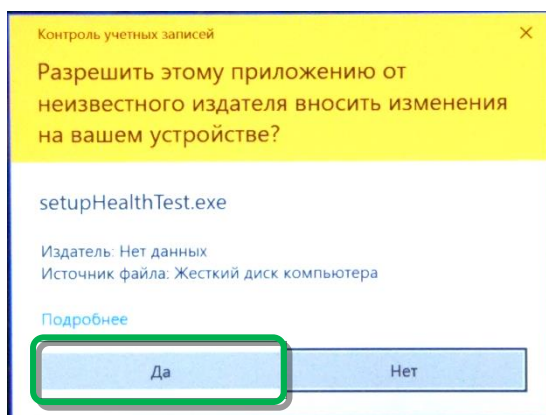 Контроль учетных записей
Разрешить этому приложению от
неизвестного издателя вносить изменения
на вашем устройстве?
setupHealthTest.exe
Издатель: Нет данных
Источник файла: Жесткий диск компьютера
Подробнее
Да
Нет